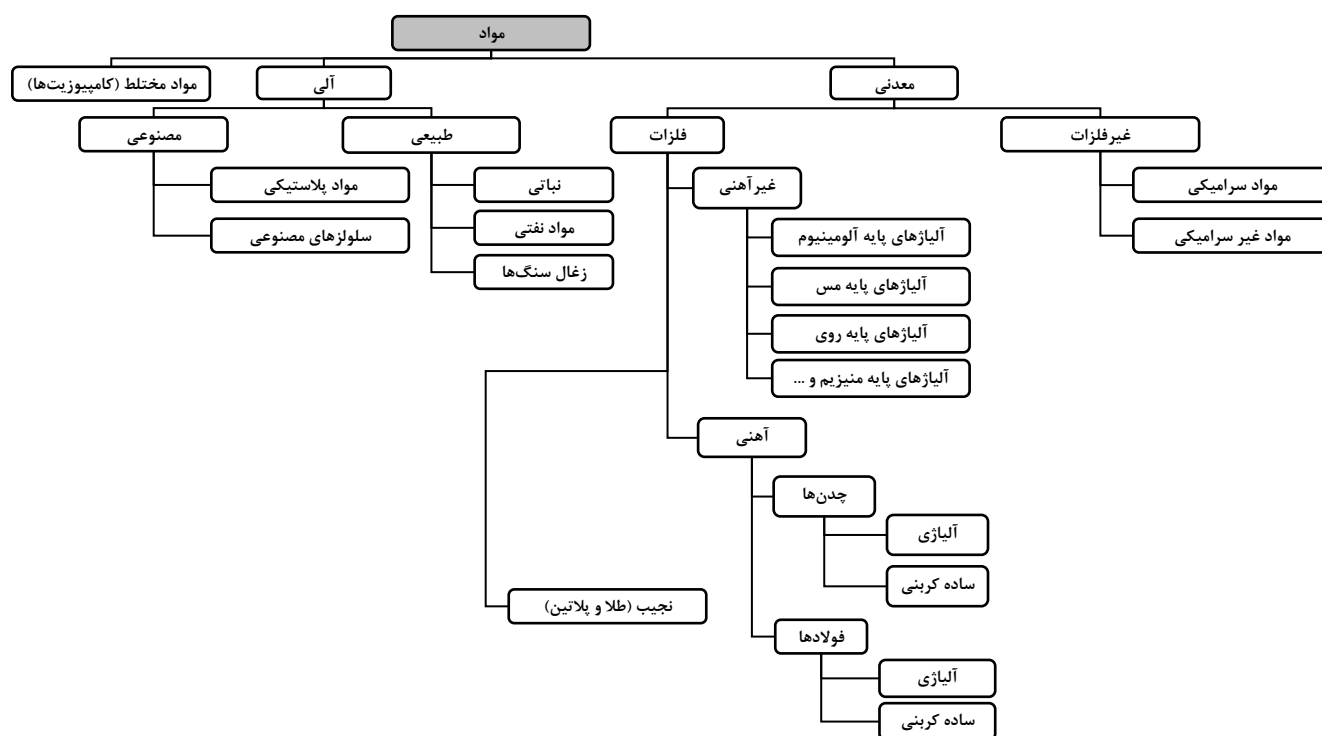 مواد
معدنی
آلی
مواد مختلط (کامپیوزیت‌ها)
غیرفلزات
فلزات
طبیعی
مصنوعی
مواد سرامیکی
مواد غیر سرامیکی
غیرآهنی
آلیاژهای پایه آلومینیوم
آلیاژهای پایه مس
آلیاژهای پایه روی
آلیاژهای پایه منیزیم و ...
آهنی
چدن‌ها
آلیاژی
ساده کربنی
فولادها
آلیاژی
ساده کربنی
نجیب (طلا و پلاتین)
نباتی
مواد نفتی
زغال سنگ‌ها
مواد پلاستیکی
سلولزهای مصنوعی